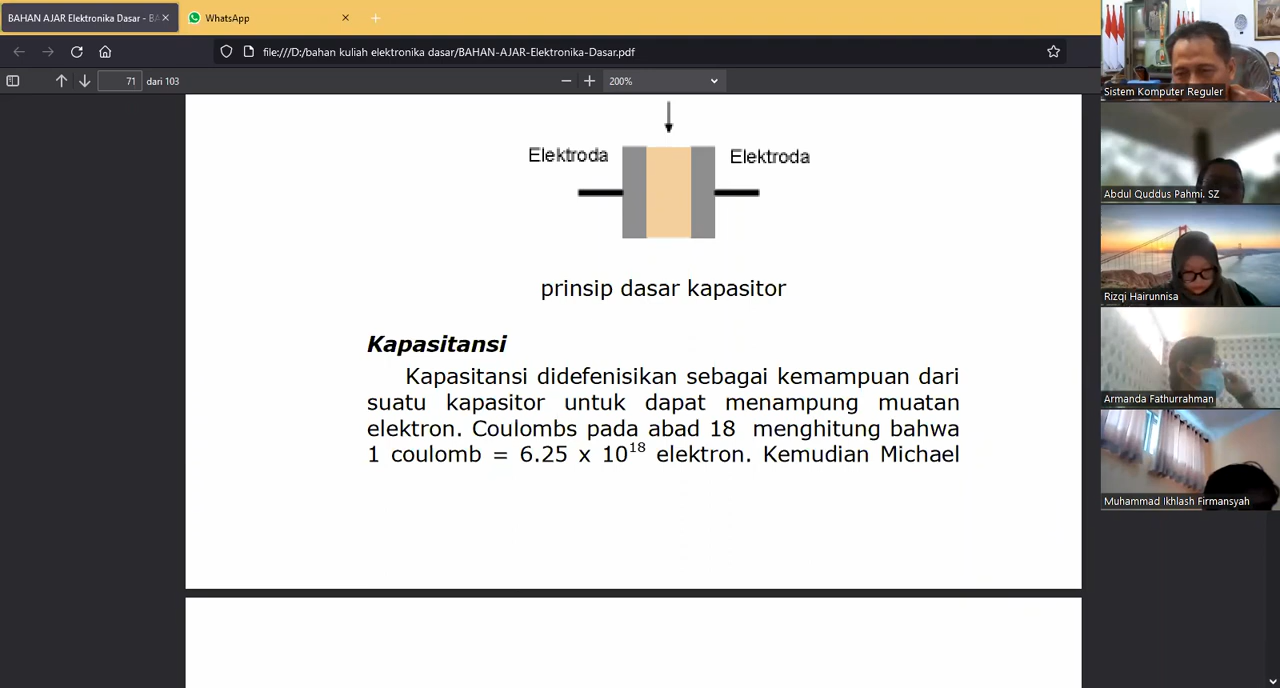 BAHAN AJAR Elektronika Dasar - BA
WhatsApp
file:///D:/bahan kuliah elektronika dasar/BAHAN-AJAR-Elektronika-Dasar.pdf
71 dari 103
200%
Elektroda
Elektroda
prinsip dasar kapasitor
Kapasitansi
Kapasitansi didefenisikan sebagai kemampuan dari
suatu kapasitor untuk dapat menampung muatan
elektron. Coulombs pada abad 18 menghitung bahwa
1 coulomb = 6.25 x 10¹⁸ elektron. Kemudian Michael
Sistem Komputer Reguler
Abdul Quddus Pahmi. SZ
Rizqi Hairunnisa
Armanda Fathurrahman
Muhammad Ikhlash Firmansyah